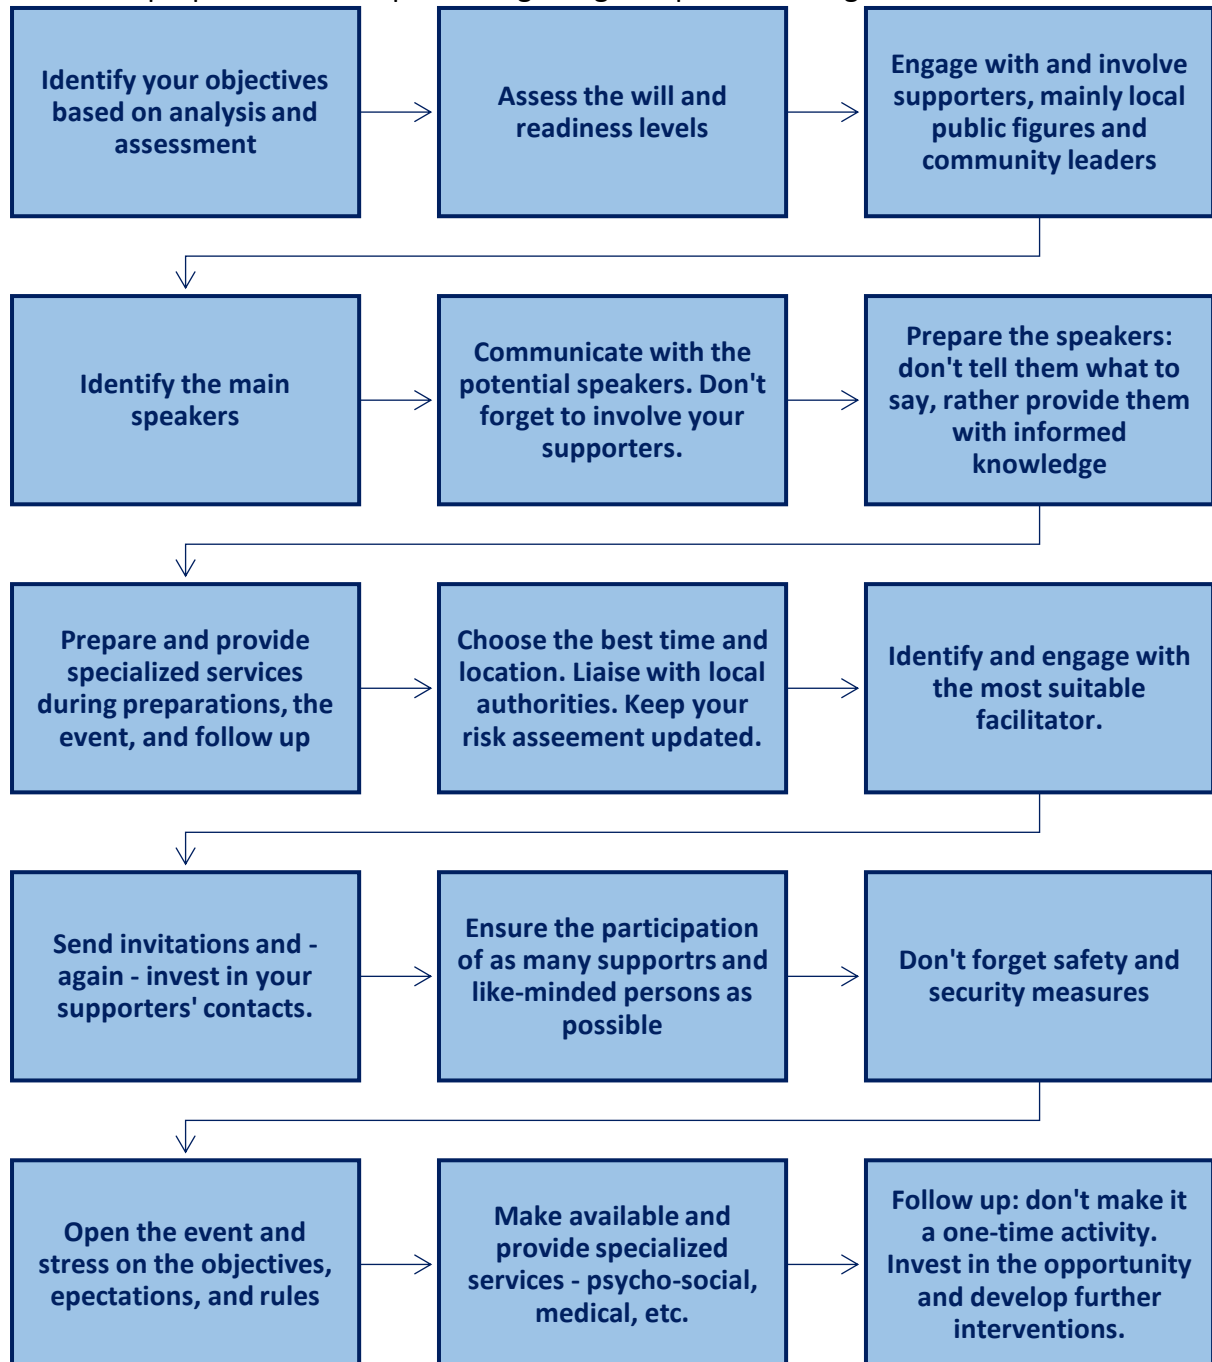 Identify your objectives
based on analysis and
assessment
Assess the will and
readiness levels
Engage with and involve
supporters, mainly local
public figures and
community leaders
Identify the main
speakers
Communicate with the
potential speakers. Don't
forget to involve your
supporters.
Prepare the speakers:
don't tell them what to
say, rather provide them
with informed
knowledge
Prepare and provide
specialized services
during preparations, the
event, and follow up
Choose the best time and
location. Liaise with local
authorities. Keep your
risk asseement updated.
Identify and engage with
the most suitable
facilitator.
Send invitations and -
again - invest in your
supporters' contacts.
Ensure the participation
of as many supportrs and
like-minded persons as
possible
Don't forget safety and
security measures
Open the event and
stress on the objectives,
epectations, and rules
Make available and
provide specialized
services - psycho-social,
medical, etc.
Follow up: don't make it
a one-time activity.
Invest in the opportunity
and develop further
interventions.